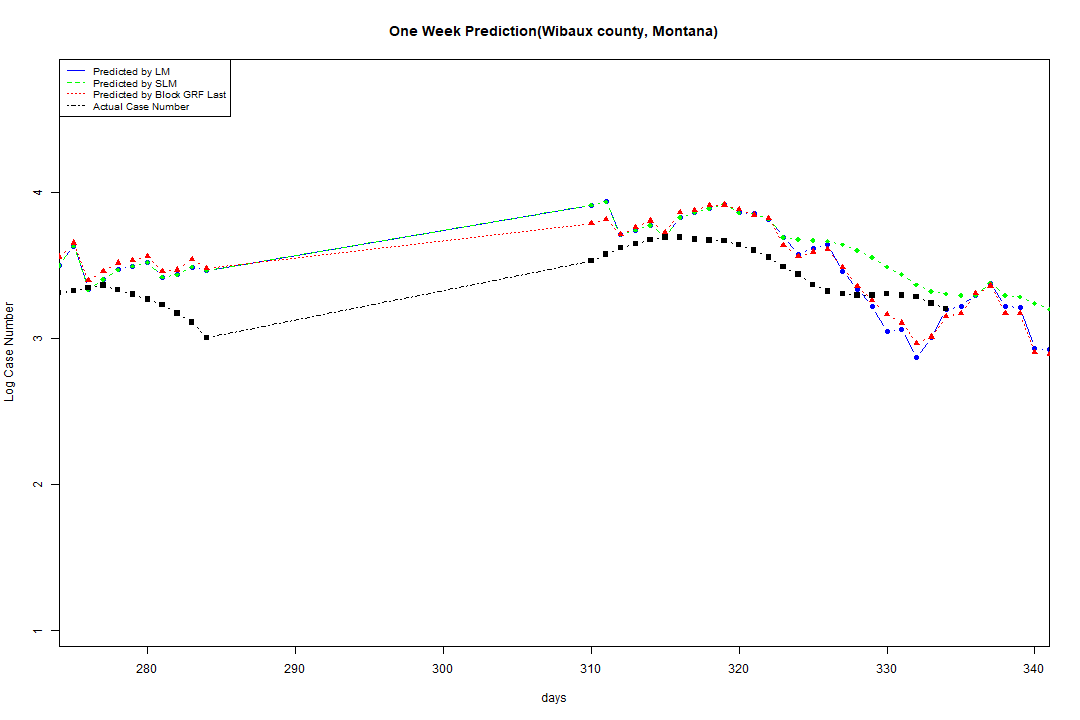 One Week Prediction(Wibaux county, Montana)
Predicted by LM
Predicted by SLM
Predicted by Block GRF Last
Actual Case Number
4
3
2
1
Log Case Number
280 290 300 310 320 330 340
days